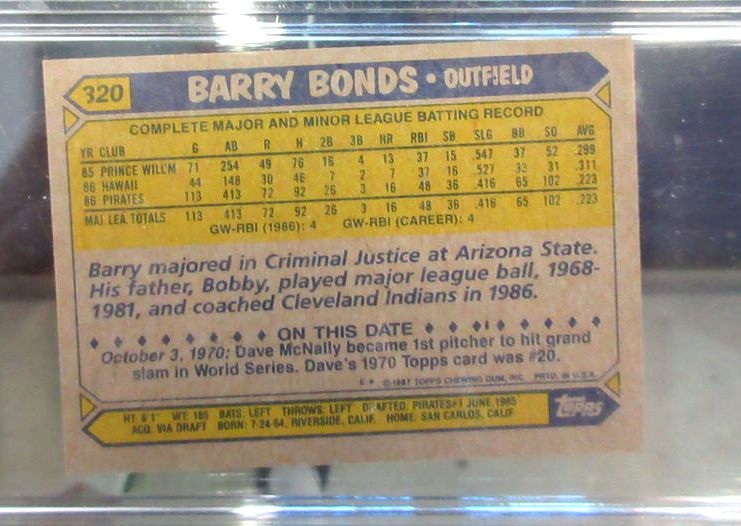 320 BARRY BONDS • OUTFIELD
COMPLETE MAJOR AND MINOR LEAGUE BATTING RECORD
YR CLUB G AB R H 2B 3B HR RBI SB SLG BB SO AVG
85 PRINCE WILL'M 71 254 49 76 16 4 13 37 15 .547 37 52 .299
86 HAWAII 44 148 30 46 7 2 7 37 16 .527 33 31 .311
86 PIRATES 113 413 72 92 26 3 16 48 36 .416 65 102 .223
MAJ. LEA. TOTALS 113 413 72 92 26 3 16 48 36 .416 65 102 .223
GW-RBI (1986): 4 GW-RBI (CAREER): 4
Barry majored in Criminal Justice at Arizona State.
His father, Bobby, played major league ball, 1968-
1981, and coached Cleveland Indians in 1986.
ON THIS DATE
October 3, 1970: Dave McNally became 1st pitcher to hit grand
slam in World Series. Dave's 1970 Topps card was #20.
© 1987 TOPPS CHEWING GUM, INC. PRTD. IN U.S.A.
HT: 6'1" WT: 185 BATS: LEFT THROWS: LEFT DRAFTED: PIRATES #1-JUNE, 1985
ACQ: VIA DRAFT BORN: 7-24-64, RIVERSIDE, CALIF. HOME: SAN CARLOS, CALIF.
TOPPS